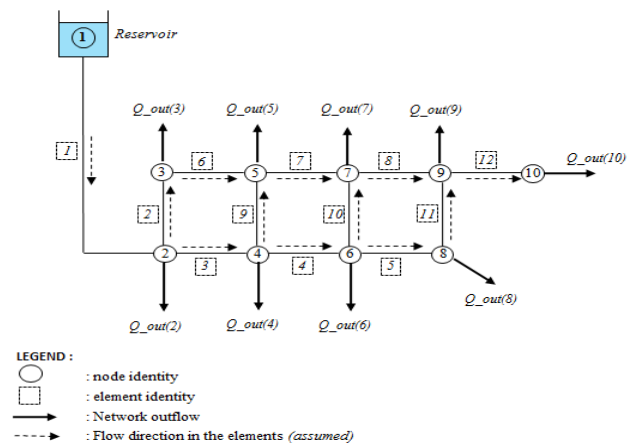 1 Reservoir
Q_out(3) Q_out(5) Q_out(7) Q_out(9)
1
6 7 8 12 Q_out(10)
3 5 7 9 10
2 9 10 11
2 4 6 8
3 4 5
Q_out(8)
Q_out(2) Q_out(4) Q_out(6)
LEGEND :
: node identity
: element identity
: Network outflow
: Flow direction in the elements (assumed)